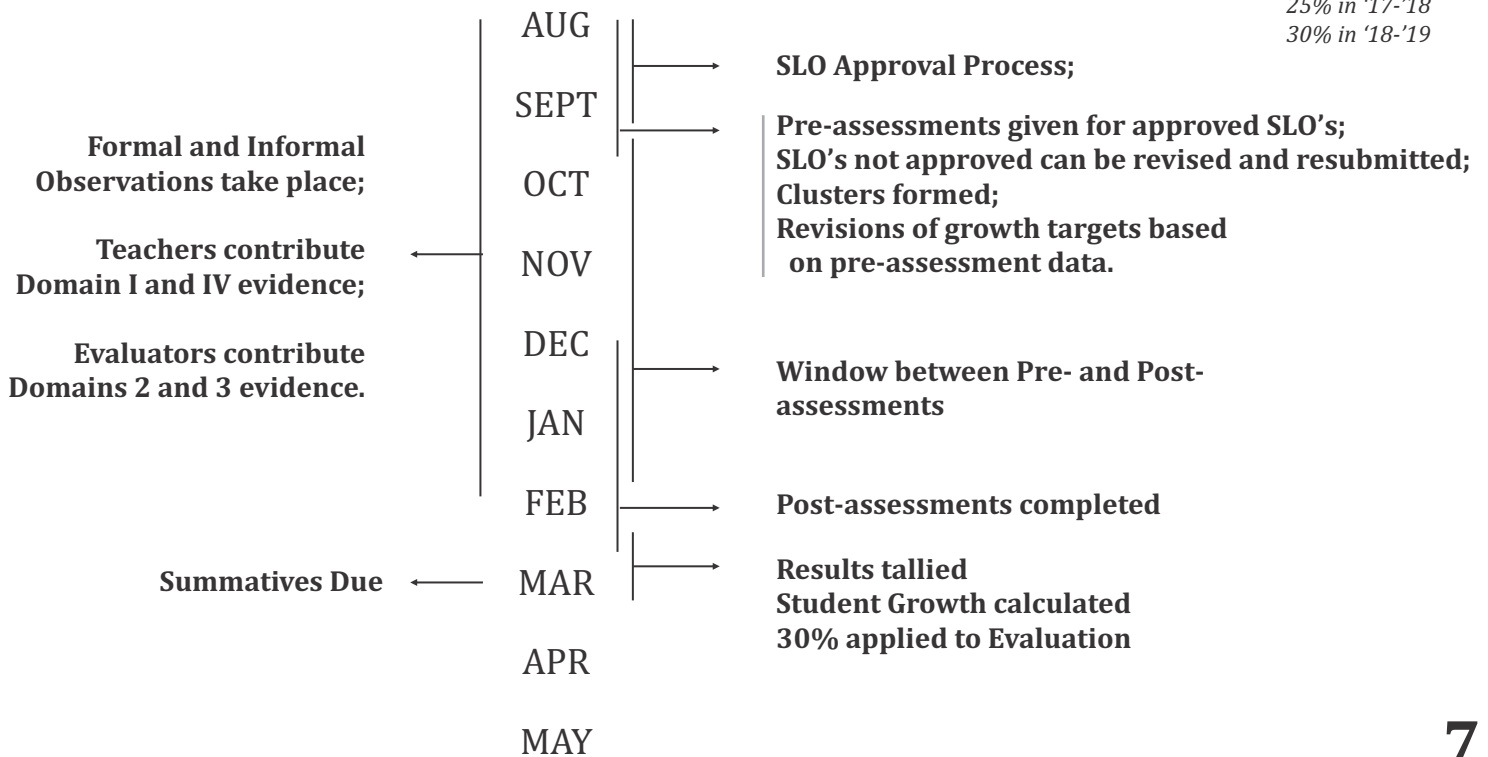 25% in '17-'18
30% in '18-'19
AUG
SEPT
OCT
NOV
DEC
JAN
FEB
MAR
APR
MAY
Formal and Informal
Observations take place;
Teachers contribute
Domain I and IV evidence;
Evaluators contribute
Domains 2 and 3 evidence.
Summatives Due
SLO Approval Process;
Pre-assessments given for approved SLO's;
SLO's not approved can be revised and resubmitted;
Clusters formed;
Revisions of growth targets based
on pre-assessment data.
Window between Pre- and Post-
assessments
Post-assessments completed
Results tallied
Student Growth calculated
30% applied to Evaluation
7